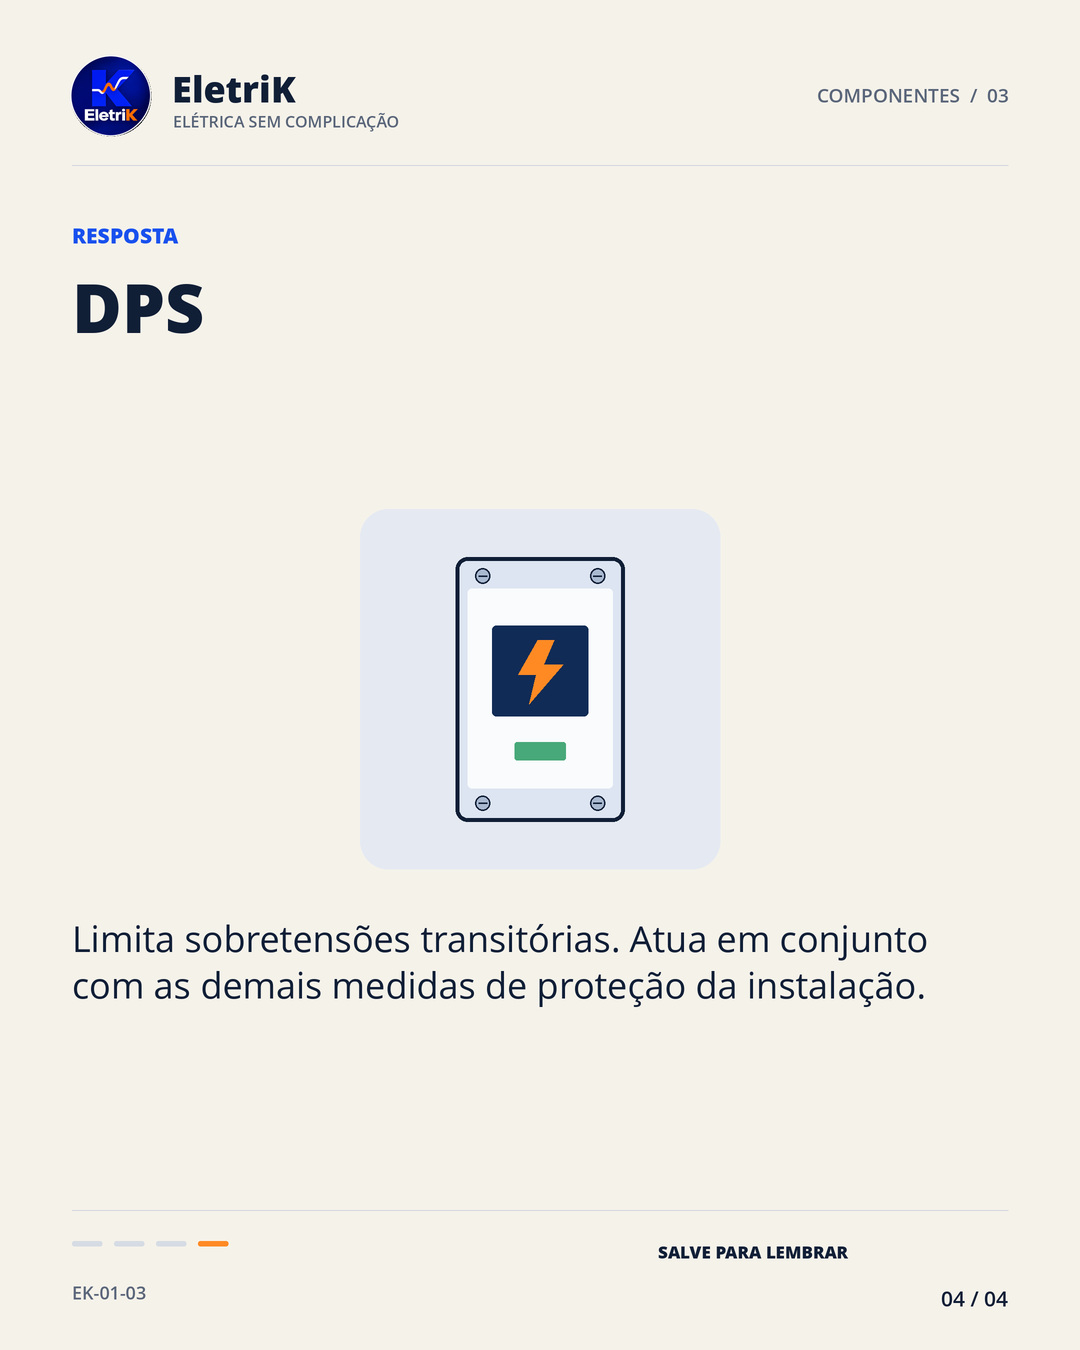 EletriK
EletriK
ELÉTRICA SEM COMPLICAÇÃO
COMPONENTES / 03
RESPOSTA
DPS
Limita sobretensões transitórias. Atua em conjunto
com as demais medidas de proteção da instalação.
SALVE PARA LEMBRAR
EK-01-03
04 / 04